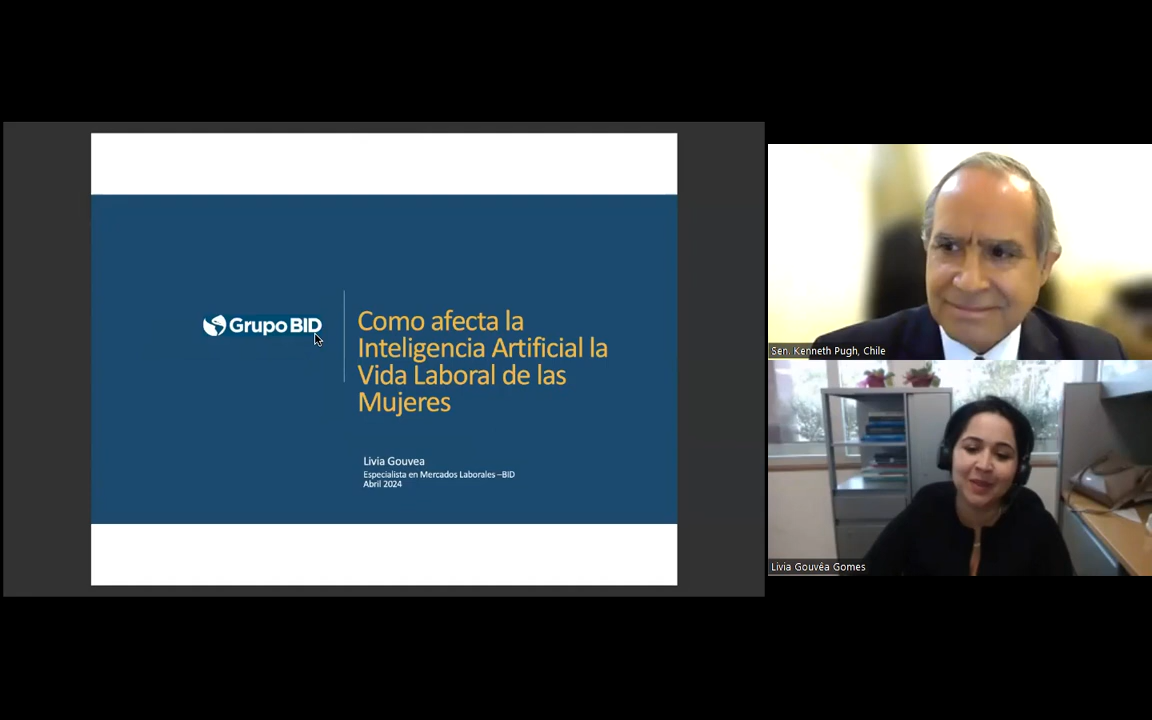 Grupo BID
Como afecta la
Inteligencia Artificial la
Vida Laboral de las
Mujeres
Livia Gouvea
Especialista en Mercados Laborales –BID
Abril 2024
Sen. Kenneth Pugh, Chile
Livia Gouvêa Gomes